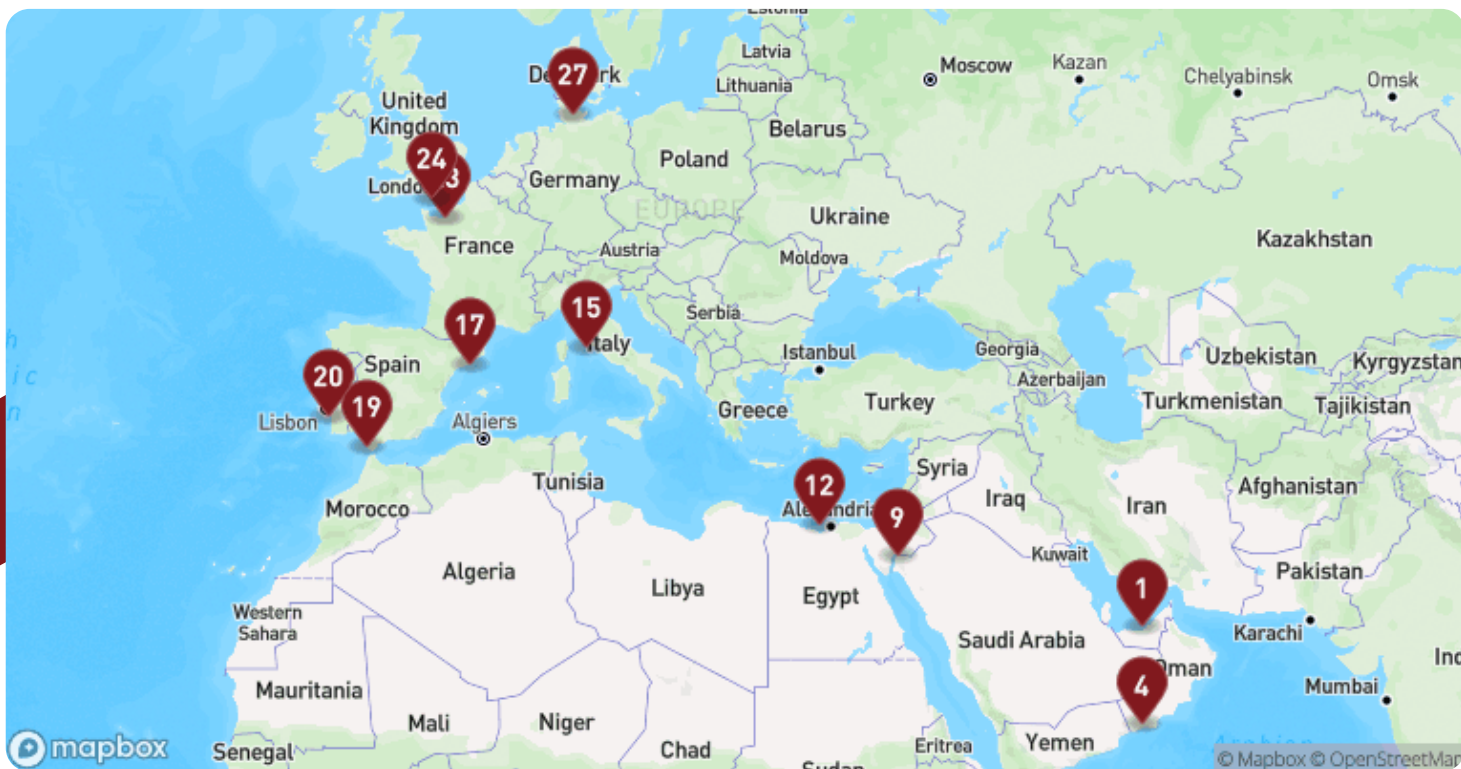 Estonia
Latvia
Lithuania
Moscow
Kazan
Chelyabinsk
Omsk
27
United
Kingdom
Belarus
Poland
24
Germany
EUROPE
Ukraine
France
Austria
Moldova
Kazakhstan
Serbia
15
17
Italy
Spain
Istanbul
Georgia
Azerbaijan
Uzbekistan
Kyrgyzstan
Turkmenistan
Tajikistan
20
19
Lisbon
Algiers
Greece
Turkey
Tunisia
Syria
Iraq
Iran
Afghanistan
Morocco
12
9
Kuwait
Pakistan
Algeria
Libya
Egypt
1
Western
Sahara
Saudi Arabia
Karachi
4
Oman
Mumbai
Mauritania
Mali
Niger
Chad
Eritrea
Yemen
Senegal
Sudan
Arabian
mapbox
© Mapbox © OpenStreetMap